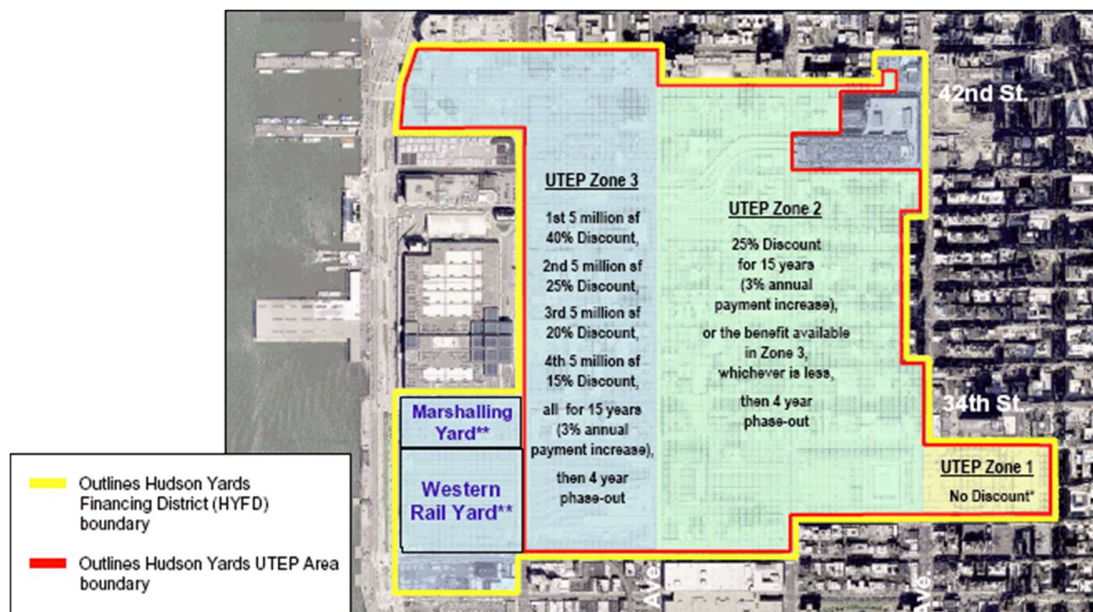 42nd St.
UTEP Zone 3
1st 5 million sf
40% Discount,
2nd 5 million sf
25% Discount,
3rd 5 million sf
20% Discount,
4th 5 million sf
15% Discount,
all for 15 years
(3% annual
payment increase),
then 4 year
phase-out
UTEP Zone 2
25% Discount
for 15 years
(3% annual
payment increase),
or the benefit available
in Zone 3,
whichever is less,
then 4 year
phase-out
34th St.
Marshalling
Yard**
Western
Rail Yard**
UTEP Zone 1
No Discount*
Ave.
Ave.
Outlines Hudson Yards
Financing District (HYFD)
boundary
Outlines Hudson Yards UTEP Area
boundary